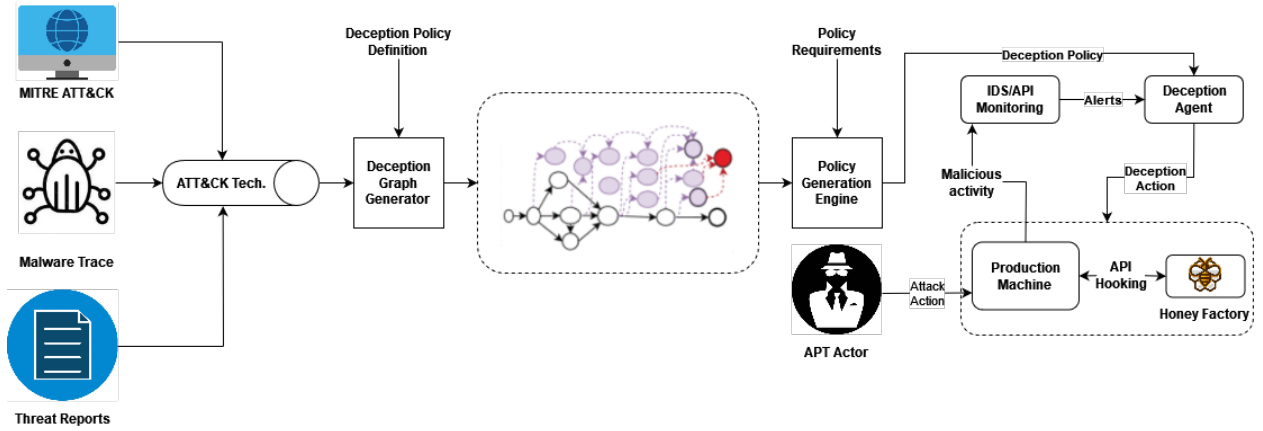 MITRE ATT&CK
Malware Trace
Threat Reports
ATT&CK Tech.
Deception Policy
Definition
Deception
Graph
Generator
Policy
Requirements
Policy
Generation
Engine
Deception Policy
IDS/API
Monitoring
Alerts
Deception
Agent
Malicious
activity
Deception
Action
APT Actor
Attack
Action
Production
Machine
API
Hooking
Honey Factory